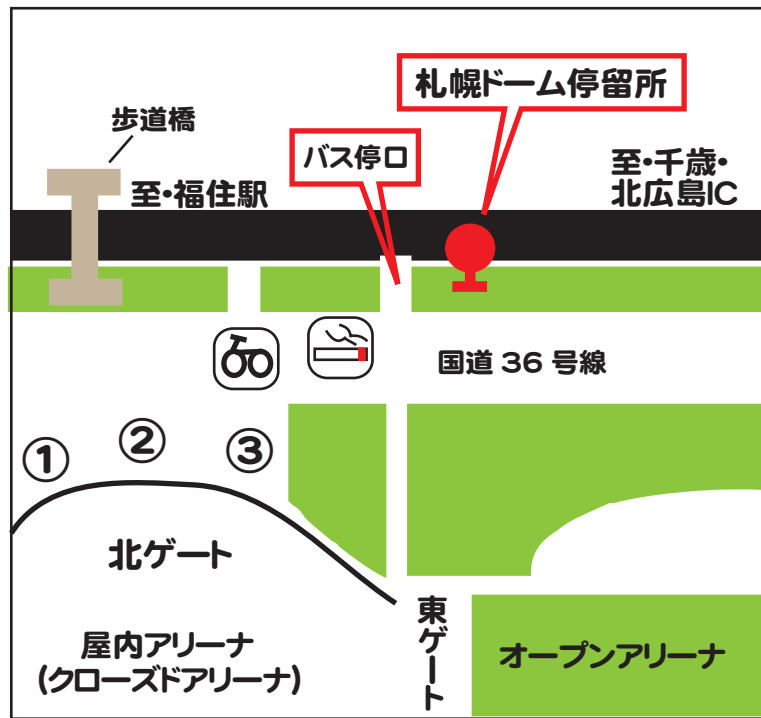 札幌ドーム停留所
歩道橋
バス停口
至・千歳・
北広島IC
至・福住駅
国道 36 号線
①
②
③
北ゲート
東ゲート
屋内アリーナ
(クローズドアリーナ)
オープンアリーナ